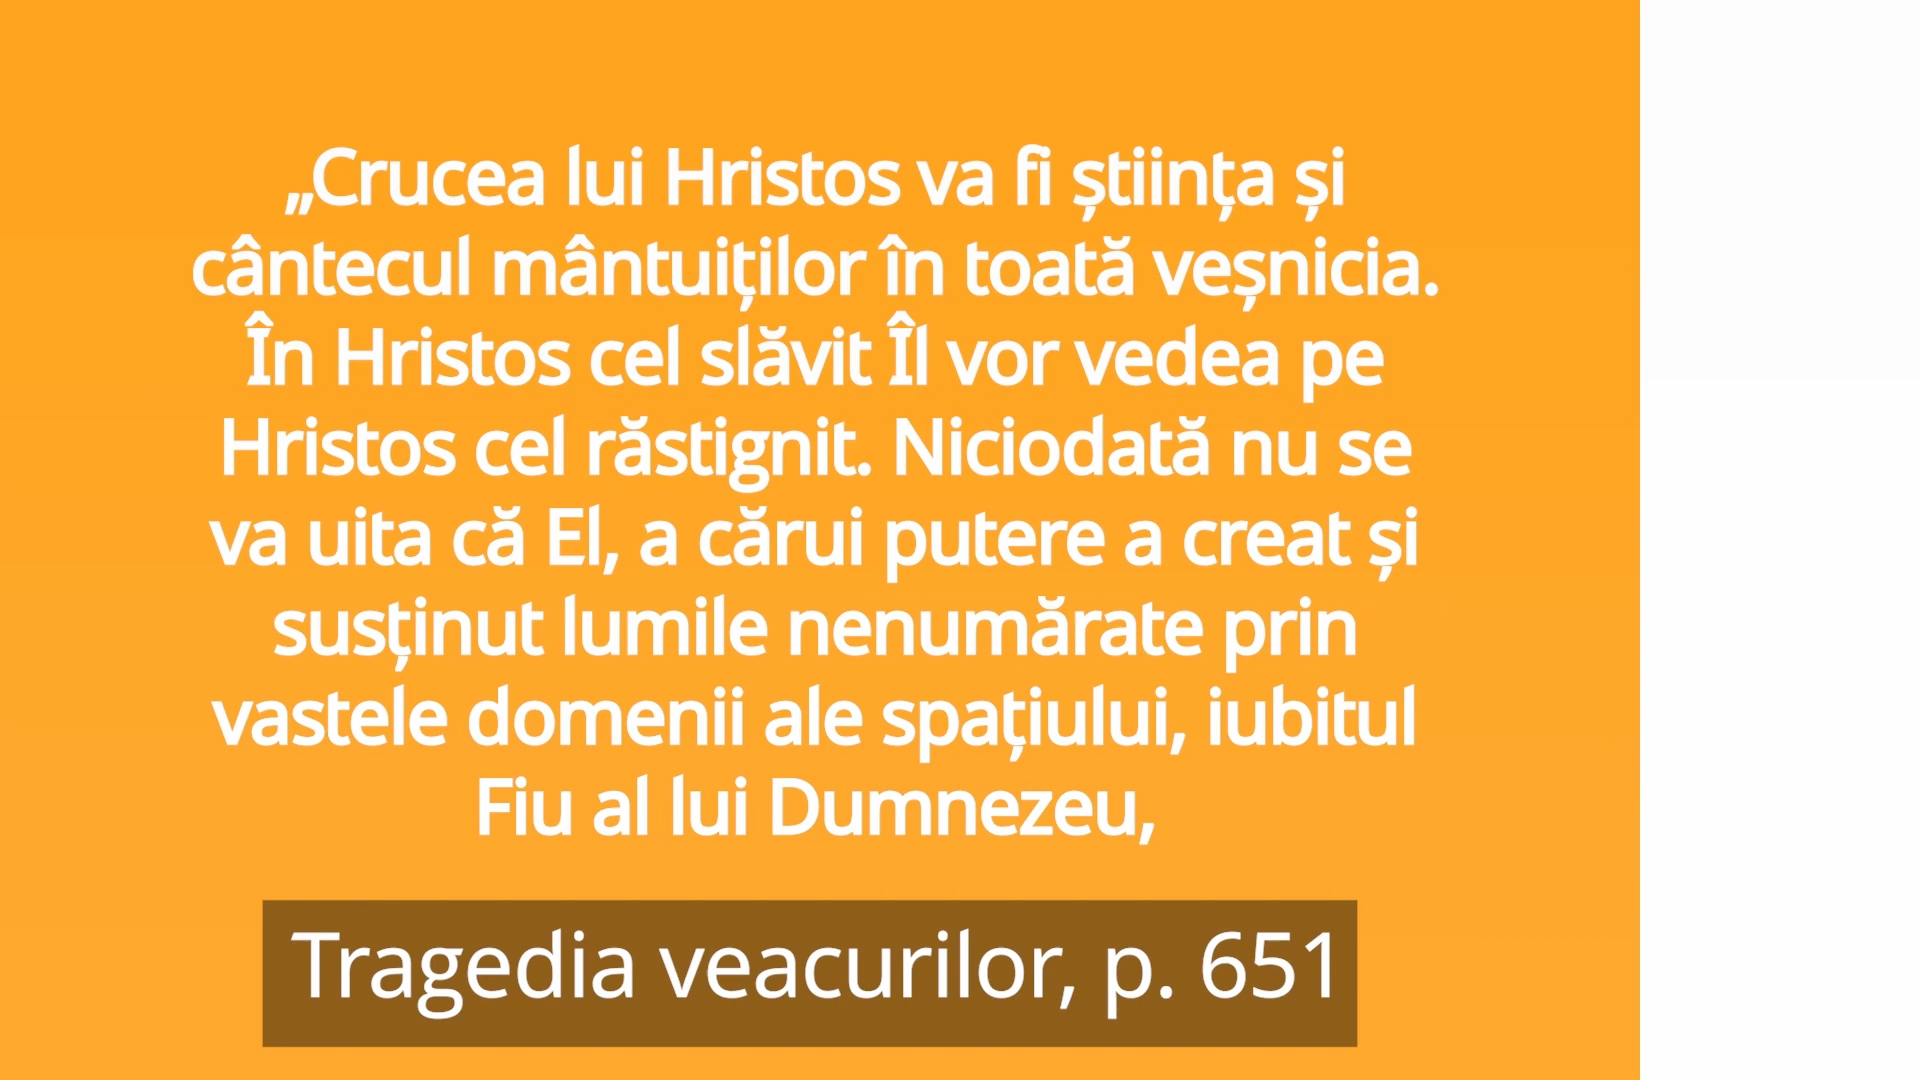 „Crucea lui Hristos va fi știința și
cântecul mântuiților în toată veșnicia.
În Hristos cel slăvit Îl vor vedea pe
Hristos cel răstignit. Niciodată nu se
va uita că El, a cărui putere a creat și
susținut lumile nenumărate prin
vastele domenii ale spațiului, iubitul
Fiu al lui Dumnezeu,
Tragedia veacurilor, p. 651